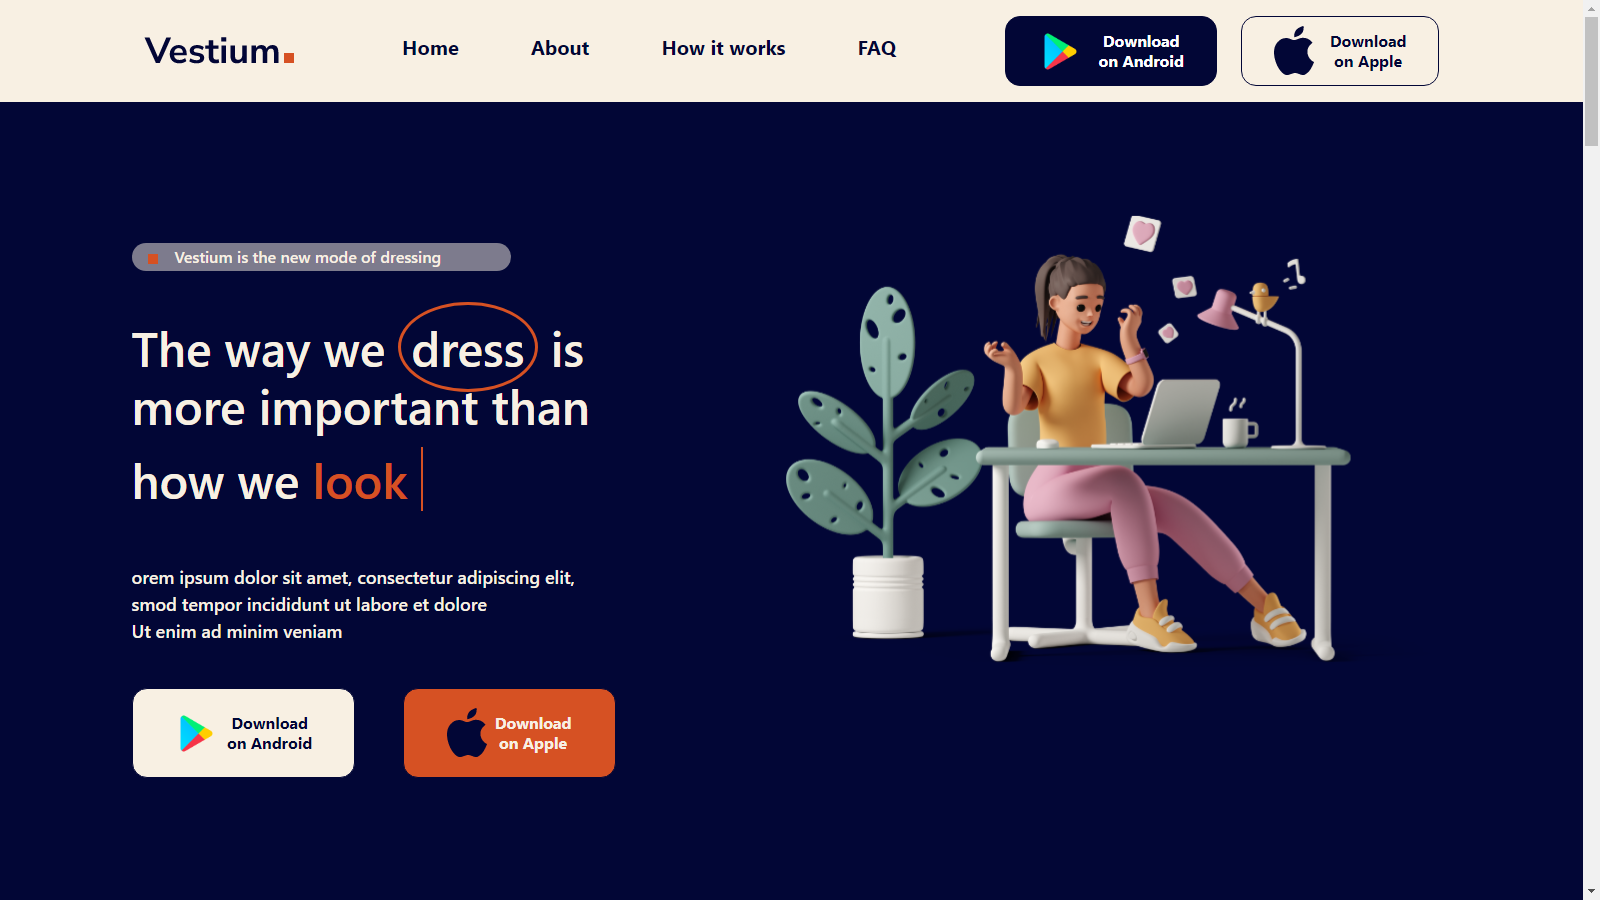 Vestium
Home
About
How it works
FAQ
Download
on Android
Download
on Apple
Vestium is the new mode of dressing
The way we dress is
more important than
how we look
orem ipsum dolor sit amet, consectetur adipiscing elit,
smod tempor incididunt ut labore et dolore
Ut enim ad minim veniam
Download
on Android
Download
on Apple